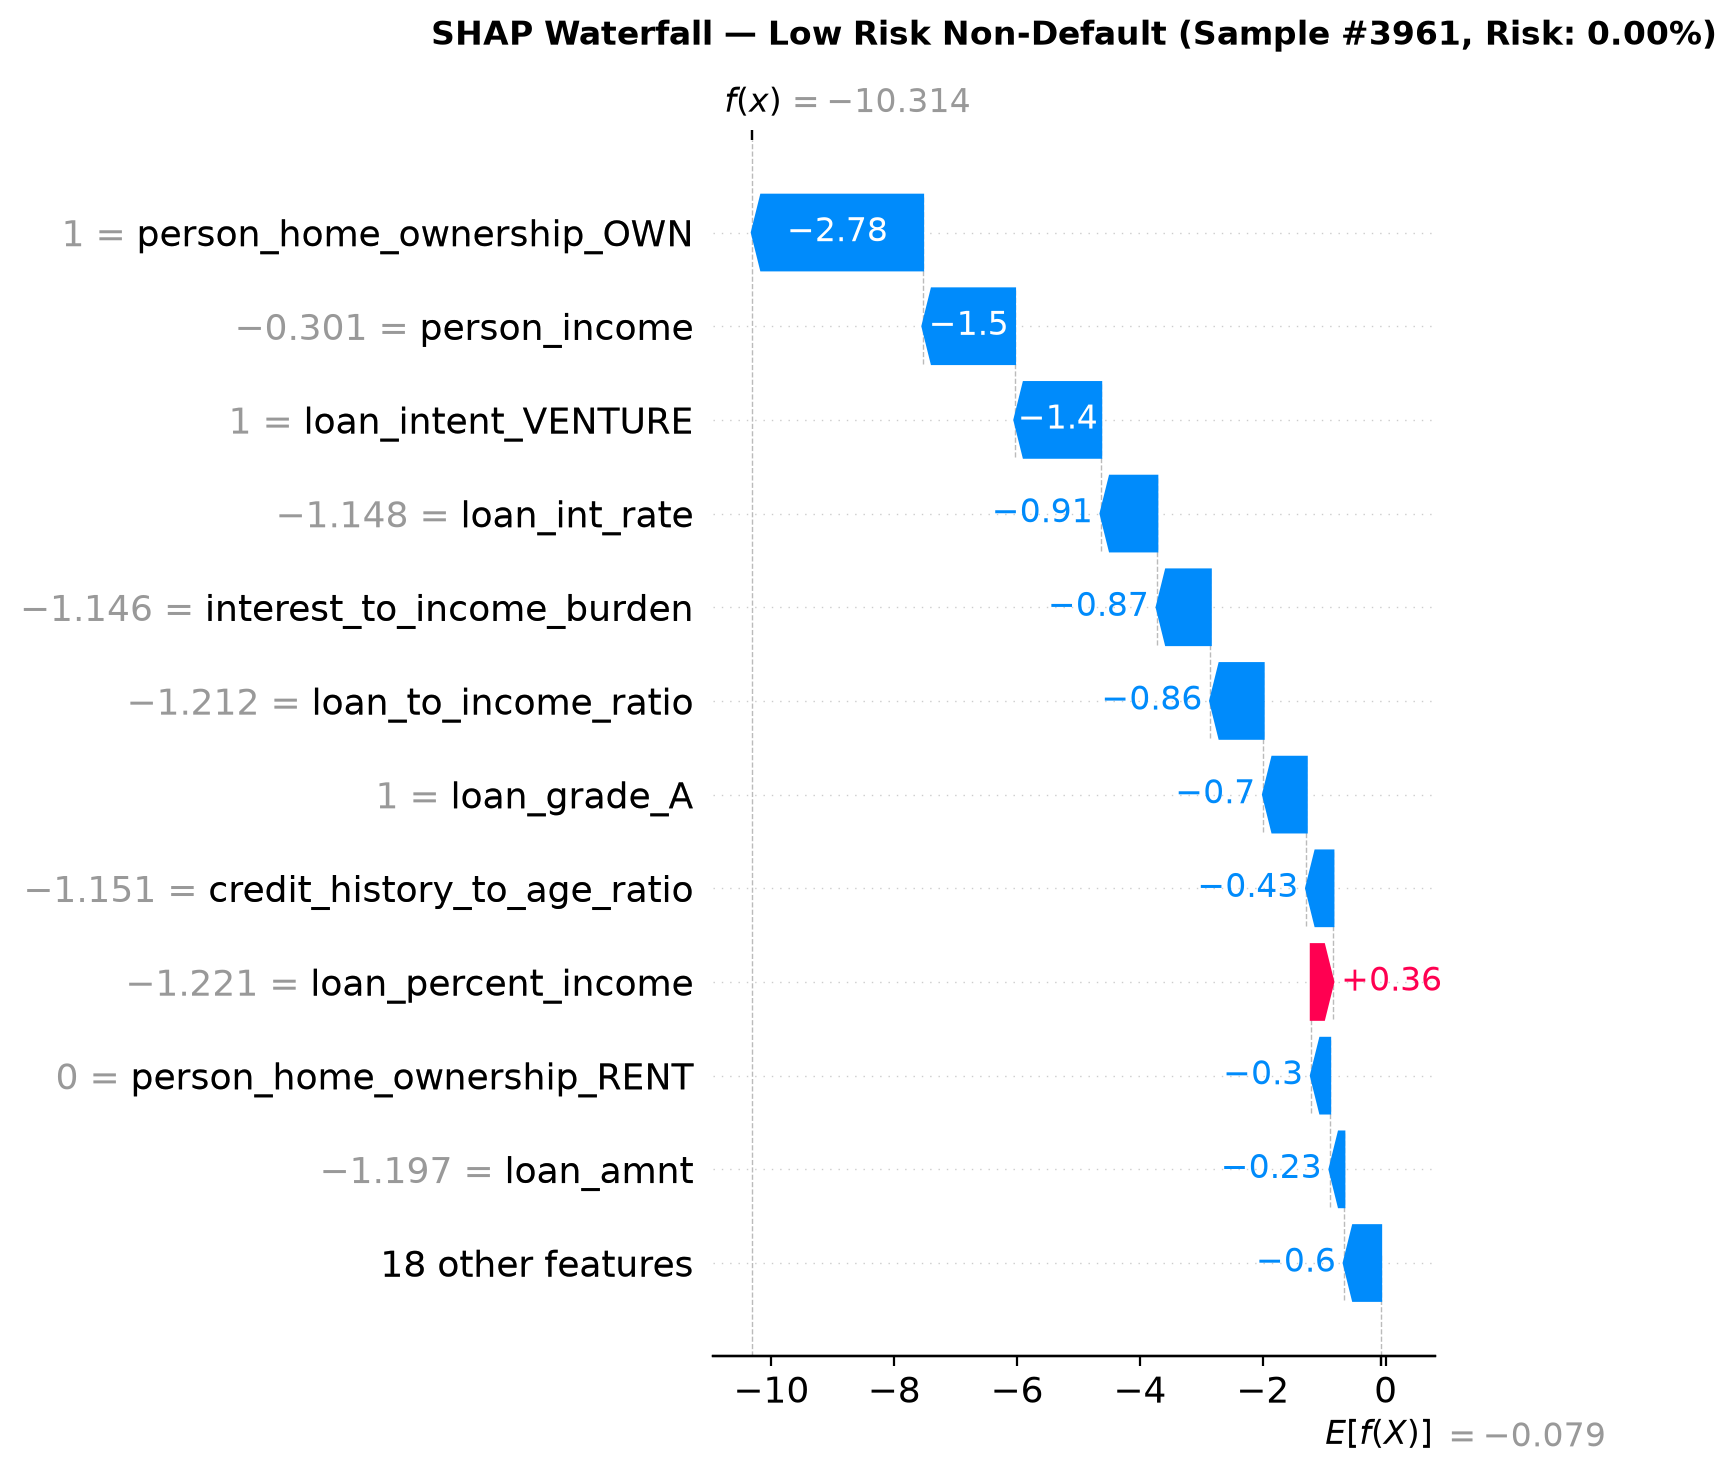 SHAP Waterfall — Low Risk Non-Default (Sample #3961, Risk: 0.00%)
f(x) = −10.314
1 = person_home_ownership_OWN −2.78
−0.301 = person_income −1.5
1 = loan_intent_VENTURE −1.4
−1.148 = loan_int_rate −0.91
−1.146 = interest_to_income_burden −0.87
−1.212 = loan_to_income_ratio −0.86
1 = loan_grade_A −0.7
−1.151 = credit_history_to_age_ratio −0.43
−1.221 = loan_percent_income +0.36
0 = person_home_ownership_RENT −0.3
−1.197 = loan_amnt −0.23
18 other features −0.6
−10 −8 −6 −4 −2 0
E[f(X)] = −0.079